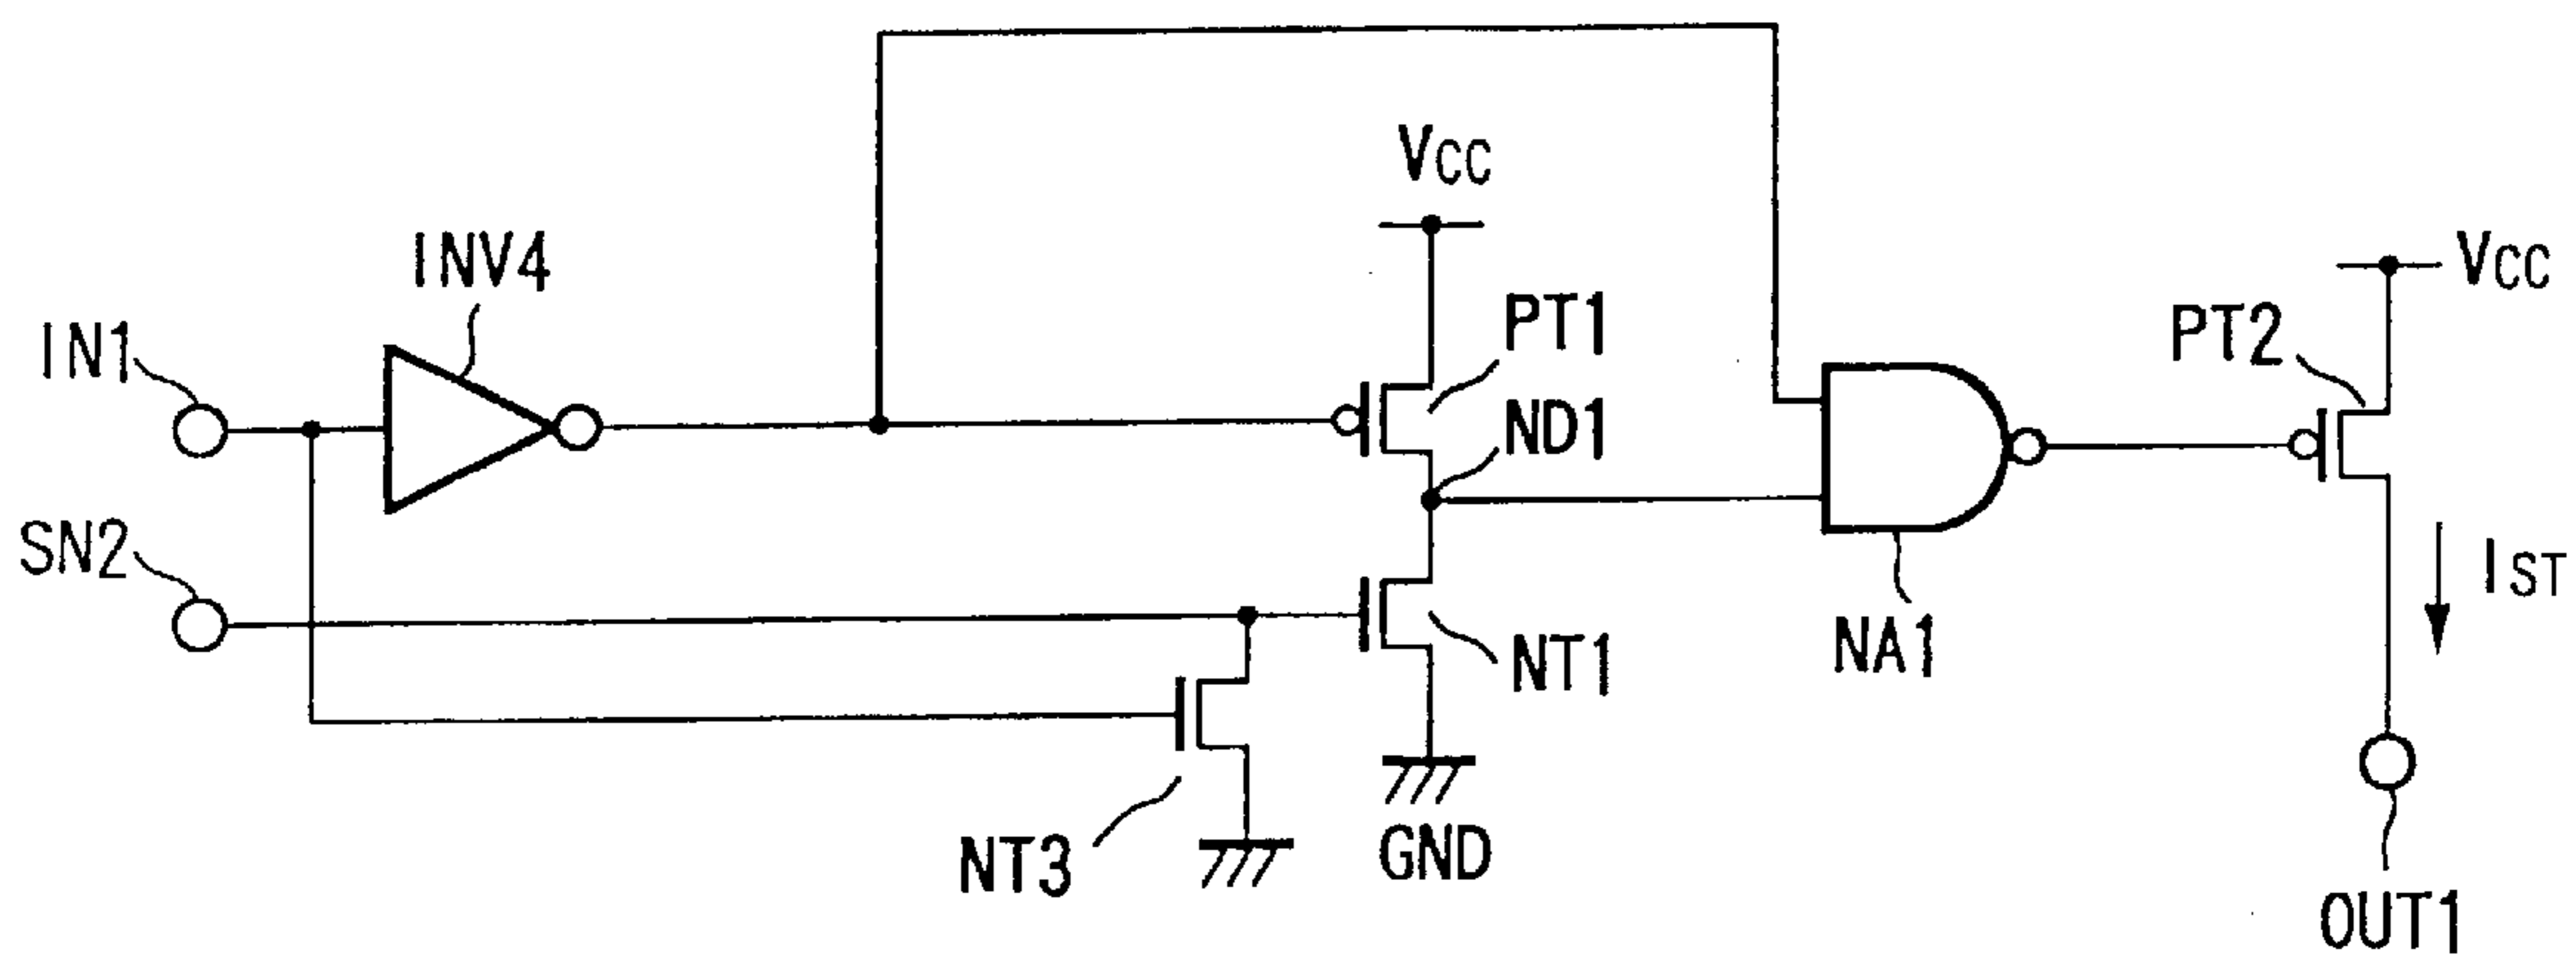 VCC
INV4
VCC
IN1
PT1
PT2
ND1
SN2
IST
NT1
NA1
NT3
GND
OUT1